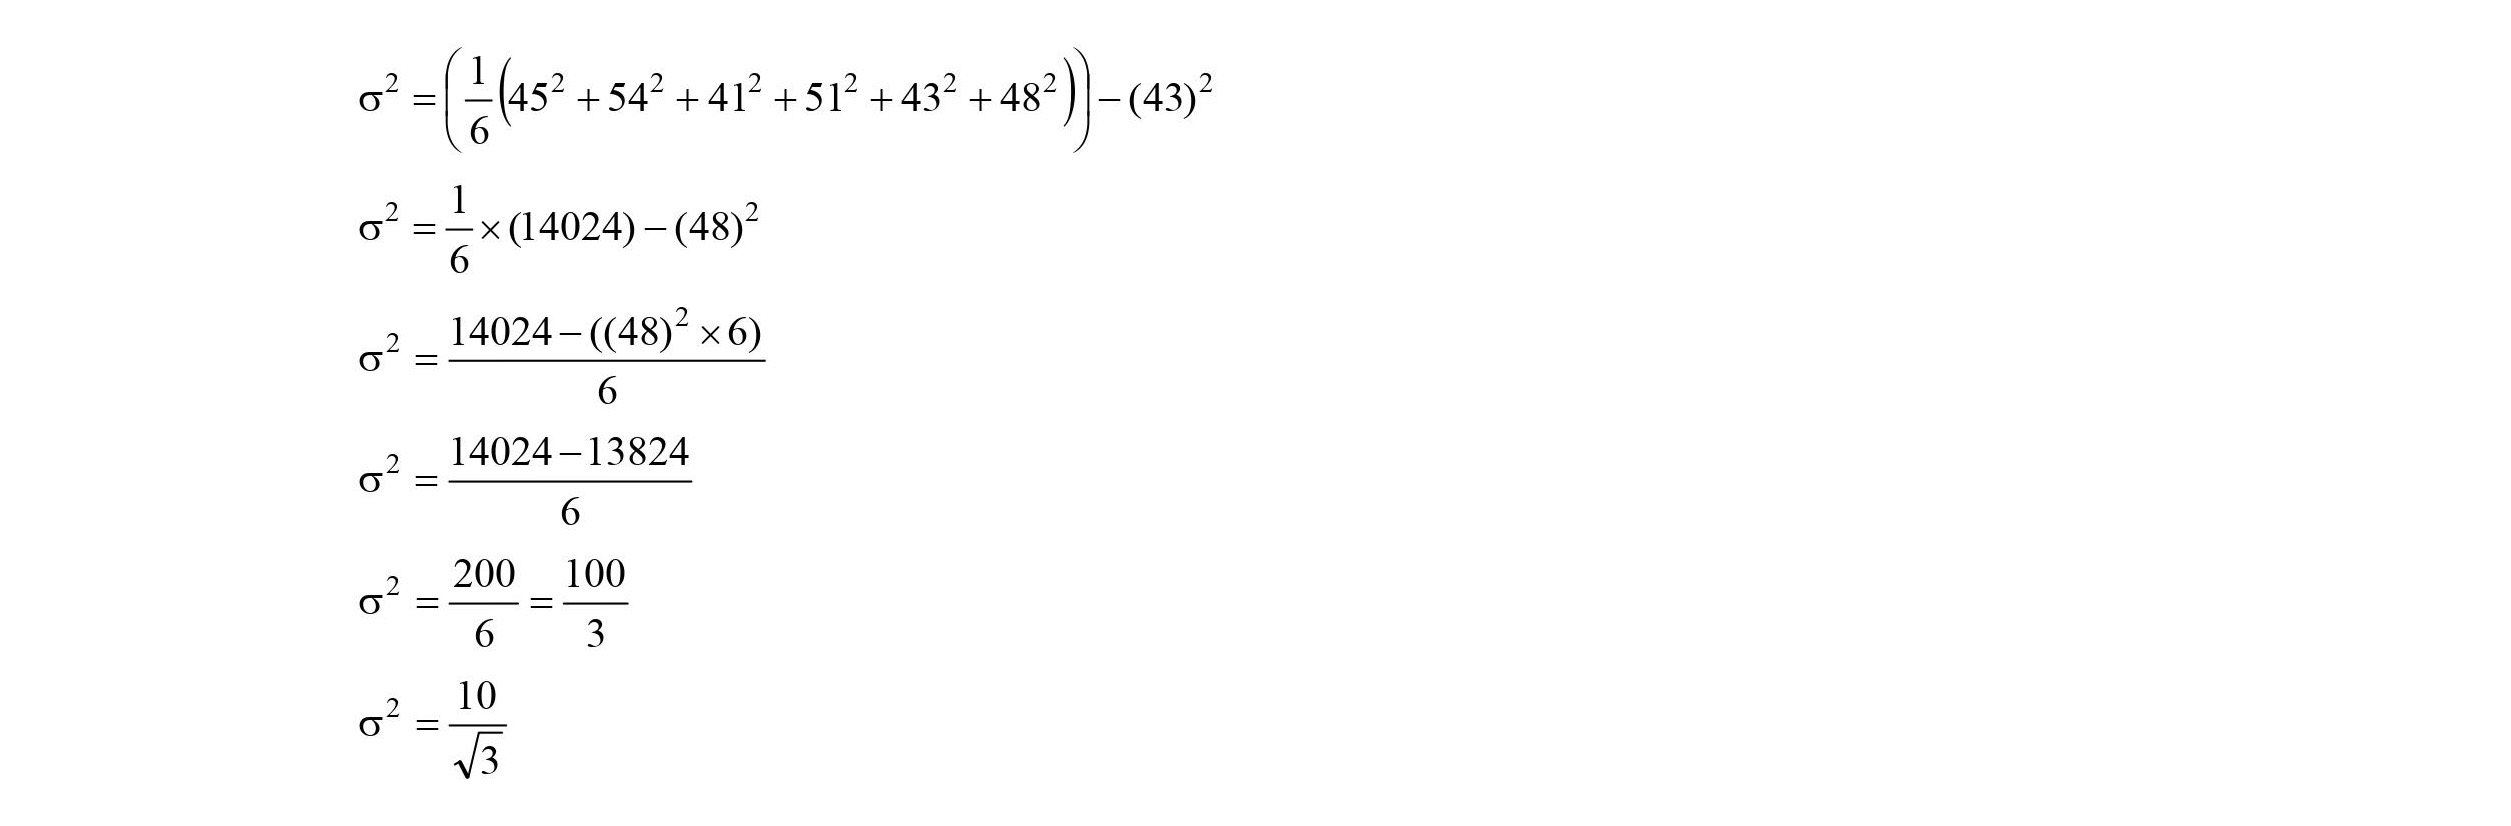 σ² = (1/6(45² + 54² + 41² + 51² + 43² + 48²)) − (43)²
σ² = 1/6 × (14024) − (48)²
σ² = (14024 − ((48)² × 6))/6
σ² = (14024 − 13824)/6
σ² = 200/6 = 100/3
σ² = 10/√3